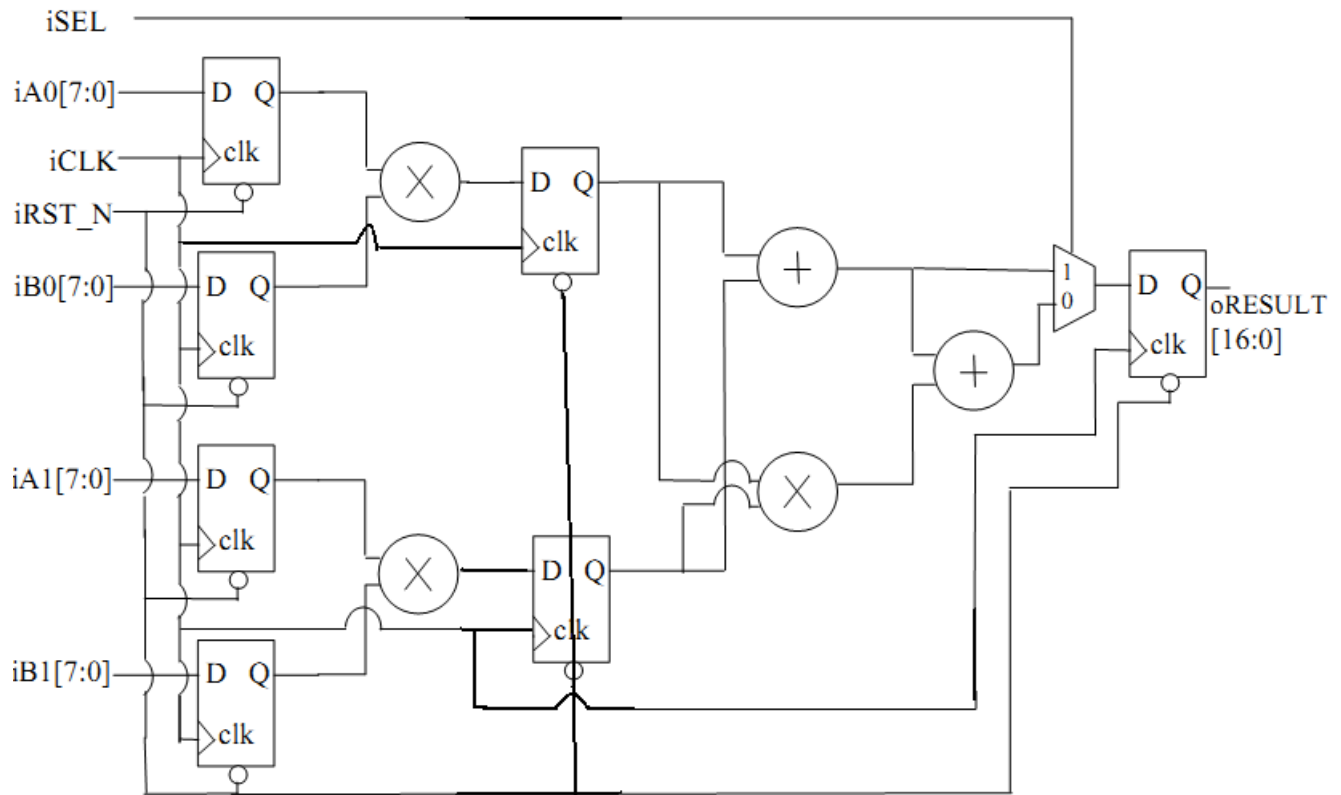 iSEL
iA0[7:0]
D Q
iCLK
clk
iRST_N
×
D Q
clk
iB0[7:0]
D Q
clk
+
1
0
D Q
clk
oRESULT
[16:0]
+
iA1[7:0]
D Q
clk
×
×
D Q
clk
iB1[7:0]
D Q
clk